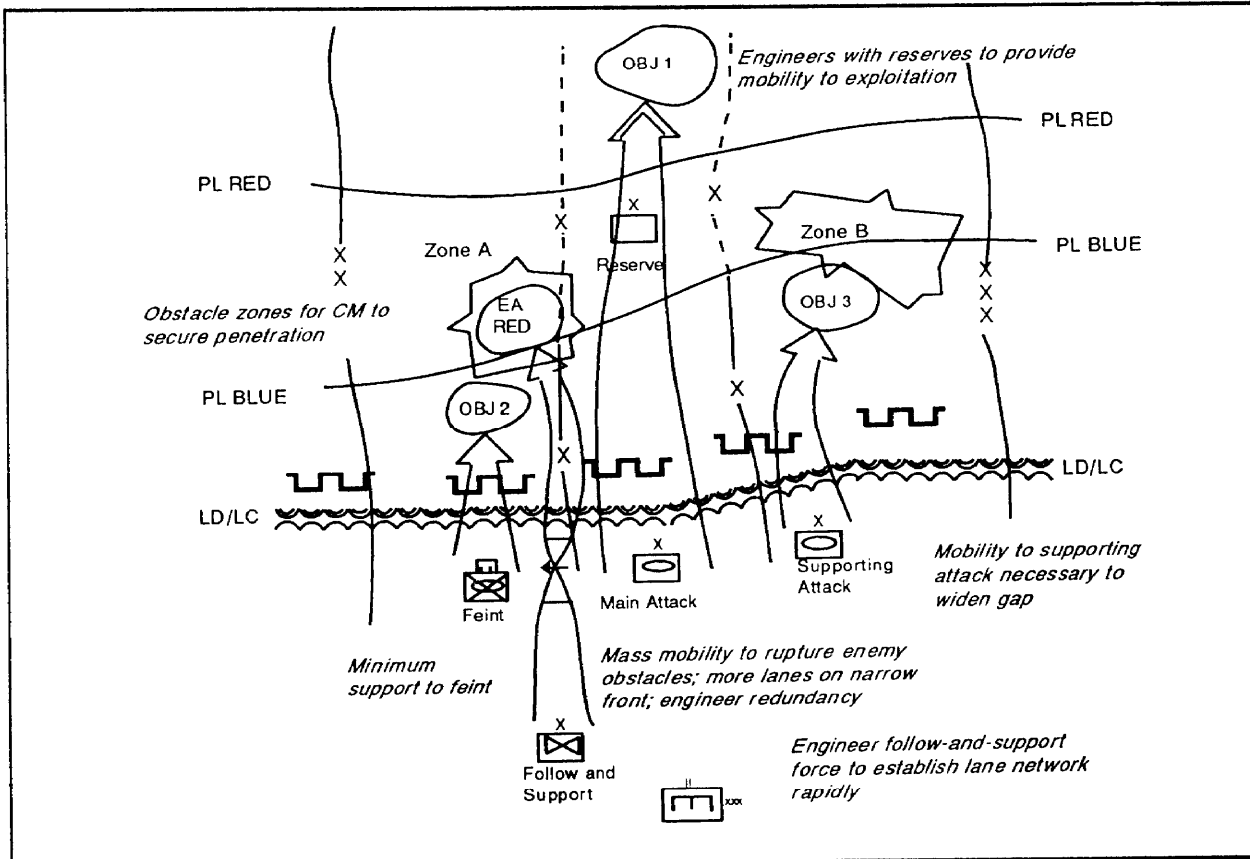 OBJ 1
Engineers with reserves to provide
mobility to exploitation
PL RED
PL RED
X
X
X
Reserve
Zone A
Zone B
PL BLUE
X
X
EA
RED
OBJ 3
X
X
X
Obstacle zones for CM to
secure penetration
PL BLUE
OBJ 2
X
X
LD/LC
LD/LC
X
Feint
X
Main Attack
X
Supporting
Attack
Mobility to supporting
attack necessary to
widen gap
Minimum
support to feint
Mass mobility to rupture enemy
obstacles; more lanes on narrow
front; engineer redundancy
X
Follow and
Support
Engineer follow-and-support
force to establish lane network
rapidly
II
XXX